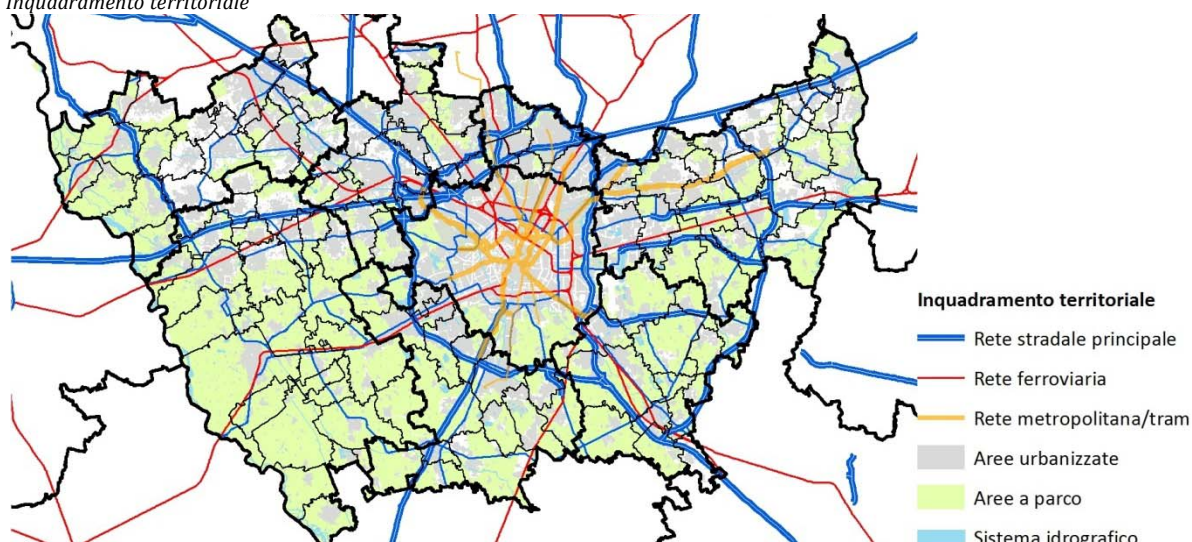 Inquadramento territoriale
Inquadramento territoriale
Rete stradale principale
Rete ferroviaria
Rete metropolitana/tram
Aree urbanizzate
Aree a parco
Sistema idrografico